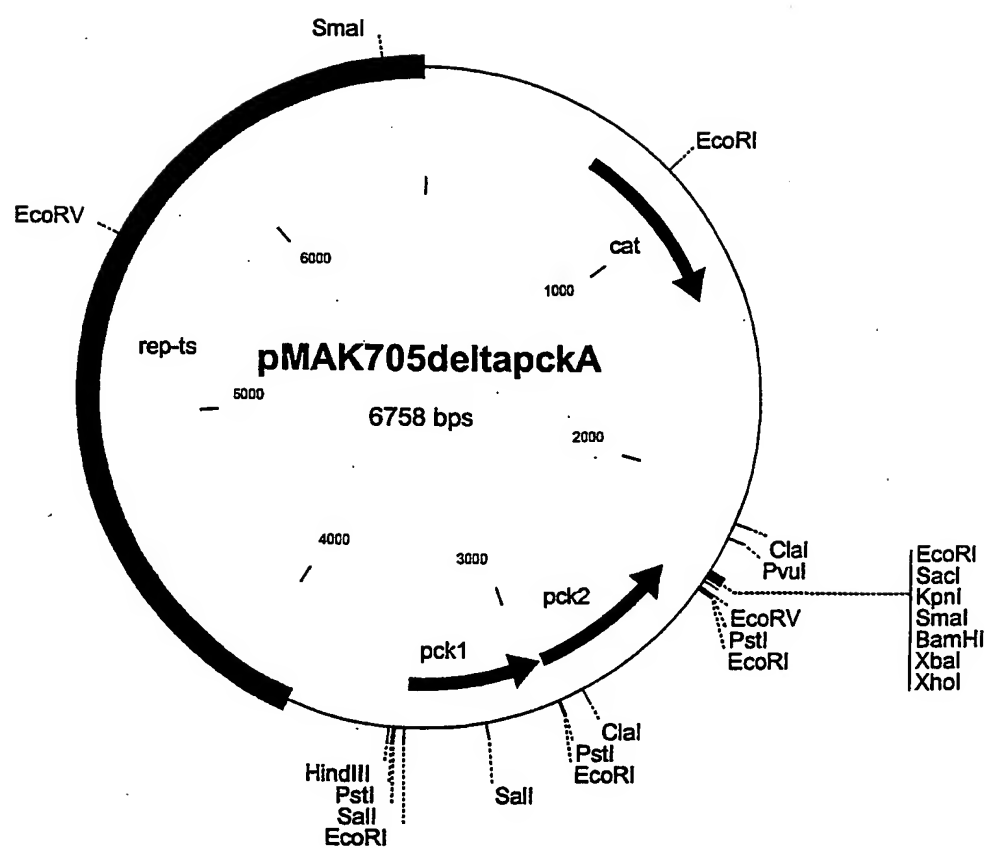 SmaI
EcoRI
EcoRV
cat
6000
1000
rep-ts
pMAK705deltapckA
5000
6758 bps
2000
4000
3000
pck2
pck1
ClaI
PvuI
EcoRI
SacI
KpnI
SmaI
BamHI
XbaI
XhoI
EcoRV
PstI
EcoRI
ClaI
PstI
EcoRI
SalI
HindIII
PstI
SalI
EcoRI